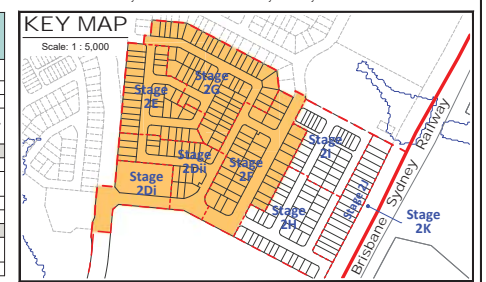 KEY MAP
Scale: 1 : 5,000
Stage
2G
Stage
2E
Stage
2I
Stage
2Dii
Stage
2F
Stage
2Di
Stage 2J
Stage
2H
Stage
2K
Brisbane Sydney Railway